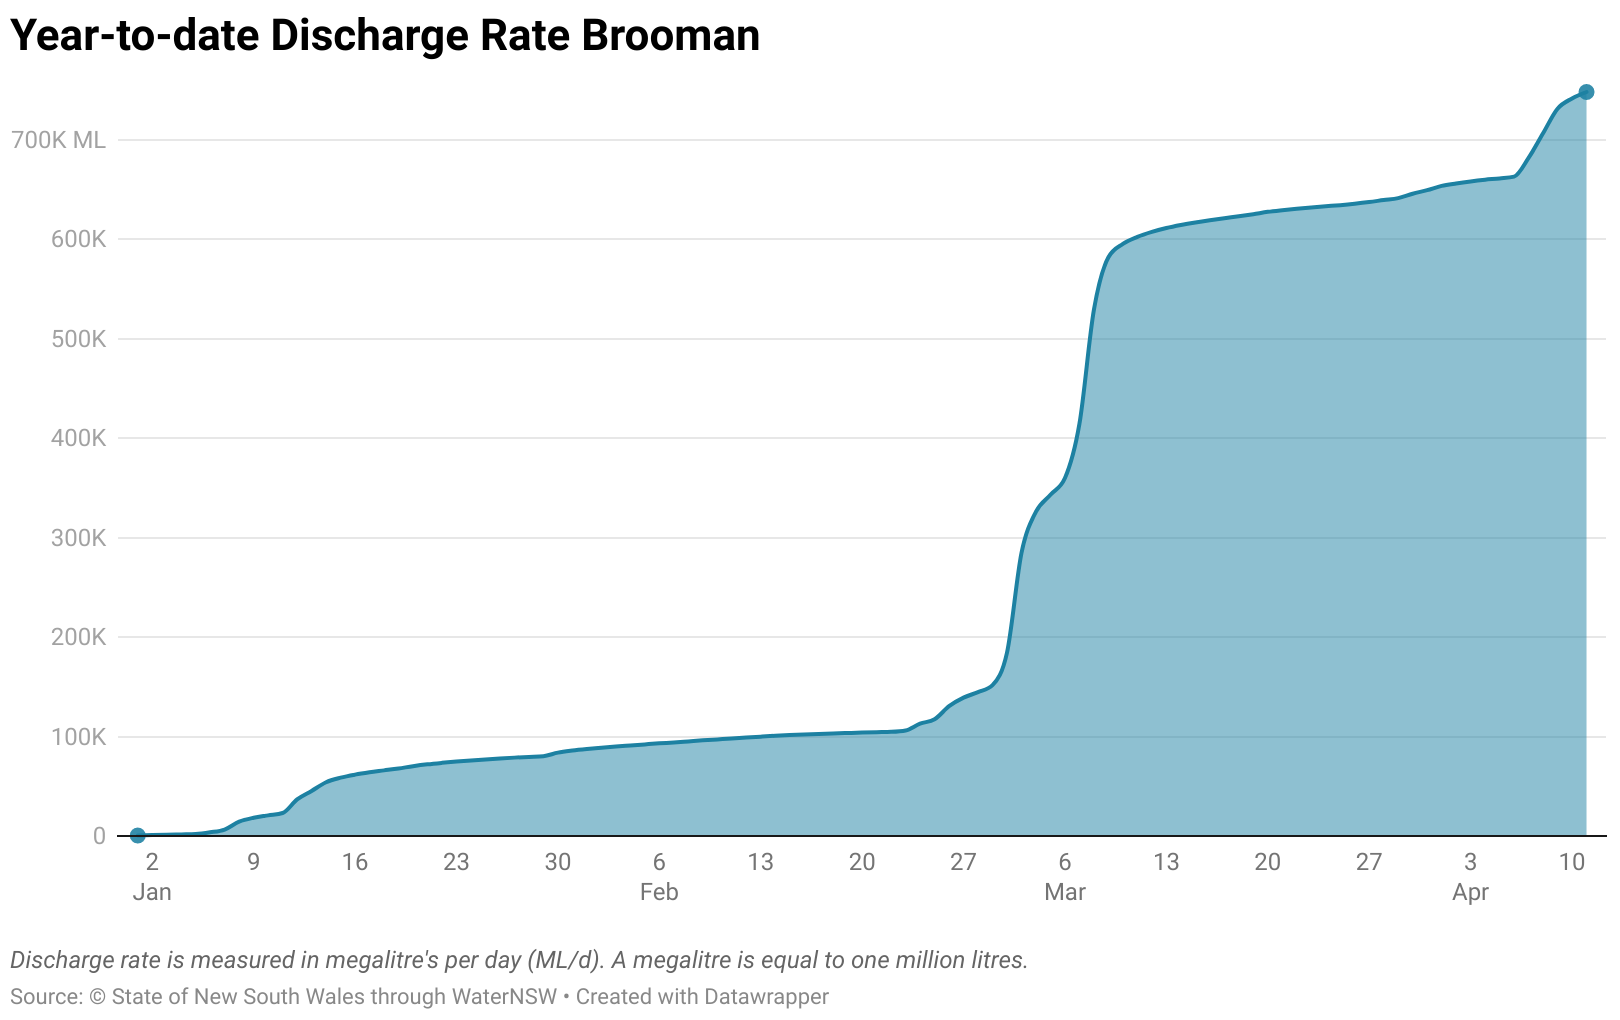 Year-to-date Discharge Rate Brooman
700K ML
600K
500K
400K
300K
200K
100K
0
2 9 16 23 30 6 13 20 27 6 13 20 27 3 10
Jan Feb Mar Apr
Discharge rate is measured in megalitre's per day (ML/d). A megalitre is equal to one million litres.
Source: © State of New South Wales through WaterNSW • Created with Datawrapper